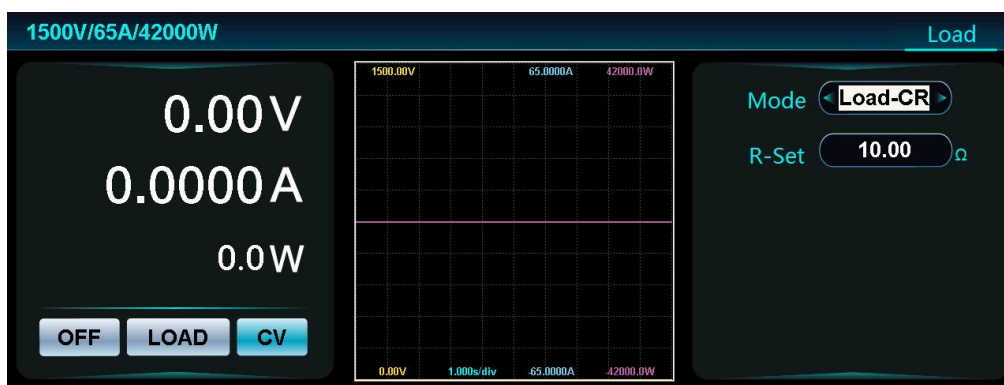 1500V/65A/42000W
Load
0.00V
0.0000A
0.0W
OFF LOAD CV
1500.00V 65.0000A 42000.0W
0.00V 1.000s/div -65.0000A -42000.0W
Mode Load-CR
R-Set 10.00 Ω